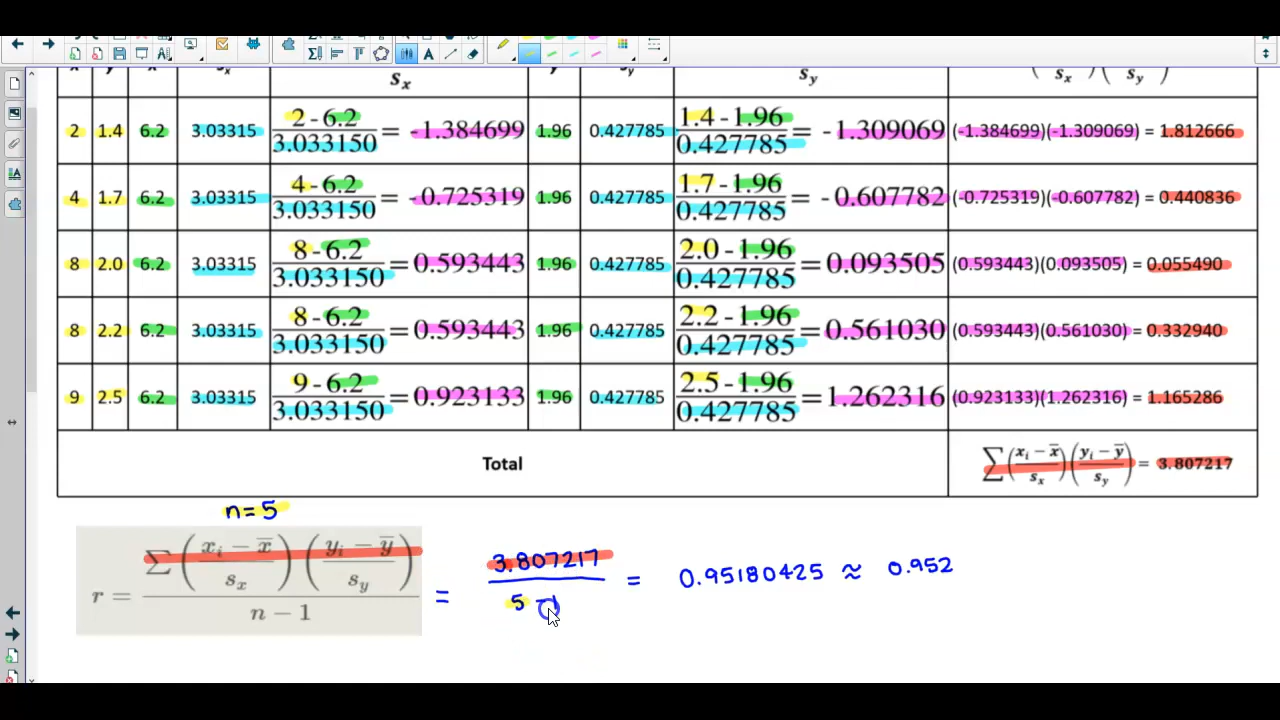 s_x s_y s_x s_y
2 1.4 6.2 3.03315 (2 - 6.2)/3.033150 = -1.384699 1.96 0.427785 (1.4 - 1.96)/0.427785 = -1.309069 (-1.384699)(-1.309069) = 1.812666
4 1.7 6.2 3.03315 (4 - 6.2)/3.033150 = -0.725319 1.96 0.427785 (1.7 - 1.96)/0.427785 = -0.607782 (-0.725319)(-0.607782) = 0.440836
8 2.0 6.2 3.03315 (8 - 6.2)/3.033150 = 0.593443 1.96 0.427785 (2.0 - 1.96)/0.427785 = 0.093505 (0.593443)(0.093505) = 0.055490
8 2.2 6.2 3.03315 (8 - 6.2)/3.033150 = 0.593443 1.96 0.427785 (2.2 - 1.96)/0.427785 = 0.561030 (0.593443)(0.561030) = 0.332940
9 2.5 6.2 3.03315 (9 - 6.2)/3.033150 = 0.923133 1.96 0.427785 (2.5 - 1.96)/0.427785 = 1.262316 (0.923133)(1.262316) = 1.165286
Total ∑((x_i - x̄)/s_x)((y_i - ȳ)/s_y) = 3.807217
n=5
r = ∑((x_i - x̄)/s_x)((y_i - ȳ)/s_y)/(n - 1) = 3.807217/(5 - 1) = 0.95180425 ≈ 0.952